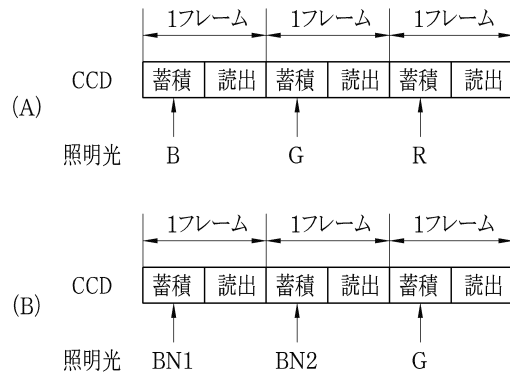 1フレーム 1フレーム 1フレーム
CCD 蓄積 読出 蓄積 読出 蓄積 読出
(A)
照明光 B G R
1フレーム 1フレーム 1フレーム
CCD 蓄積 読出 蓄積 読出 蓄積 読出
(B)
照明光 BN1 BN2 G